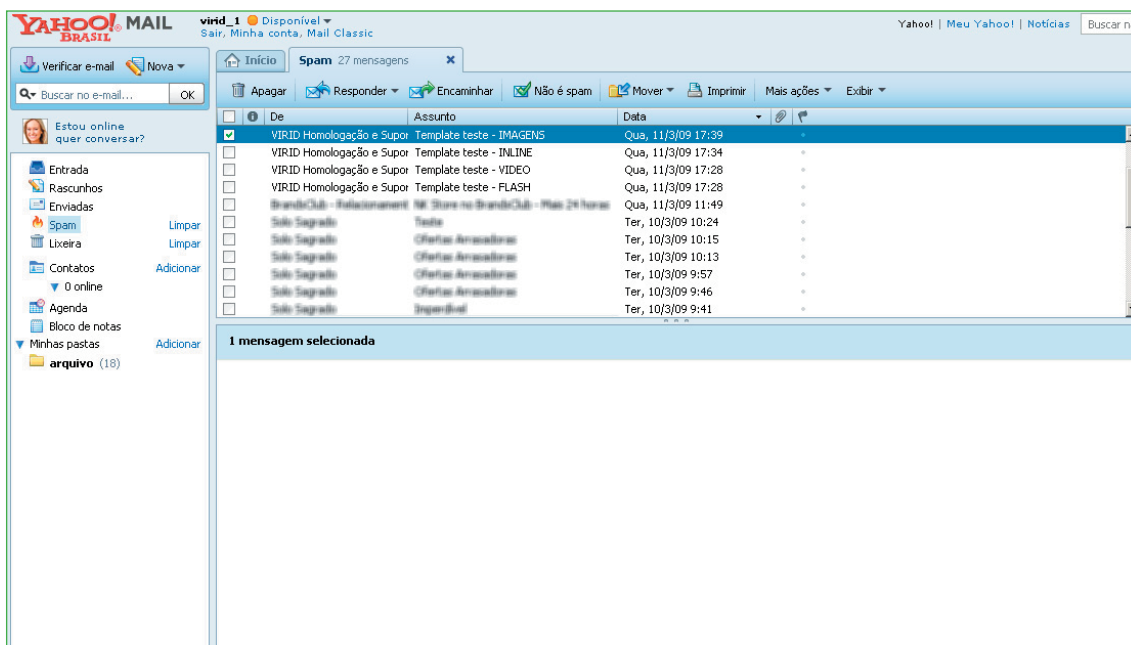 YAHOO! MAIL
BRASIL
virid_1 Disponível
Sair, Minha conta, Mail Classic
Yahoo! | Meu Yahoo! | Notícias
Buscar n
Verificar e-mail Nova
Buscar no e-mail... OK
Estou online
quer conversar?
Entrada
Rascunhos
Enviadas
Spam Limpar
Lixeira Limpar
Contatos Adicionar
0 online
Agenda
Bloco de notas
Minhas pastas Adicionar
arquivo (18)
Início
Spam 27 mensagens
Apagar Responder Encaminhar Não é spam Mover Imprimir Mais ações Exibir
De Assunto Data
VIRID Homologação e Supor Template teste - IMAGENS Qua, 11/3/09 17:39
VIRID Homologação e Supor Template teste - INLINE Qua, 11/3/09 17:34
VIRID Homologação e Supor Template teste - VIDEO Qua, 11/3/09 17:28
VIRID Homologação e Supor Template teste - FLASH Qua, 11/3/09 17:28
Qua, 11/3/09 11:49
Ter, 10/3/09 10:24
Ter, 10/3/09 10:15
Ter, 10/3/09 10:13
Ter, 10/3/09 9:57
Ter, 10/3/09 9:46
Ter, 10/3/09 9:41
1 mensagem selecionada